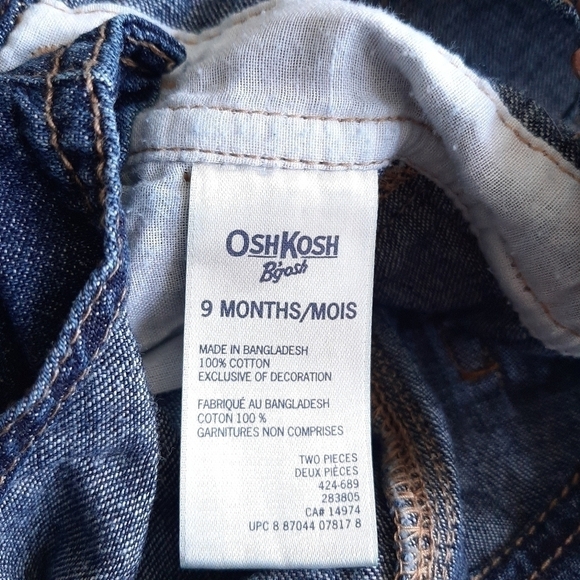 OSHKOSH
B'gosh
9 MONTHS/MOIS
MADE IN BANGLADESH
100% COTTON
EXCLUSIVE OF DECORATION
FABRIQUÉ AU BANGLADESH
COTON 100 %
GARNITURES NON COMPRISES
TWO PIECES
DEUX PIÈCES
424-689
283805
CA# 14974
UPC 8 87044 07817 8